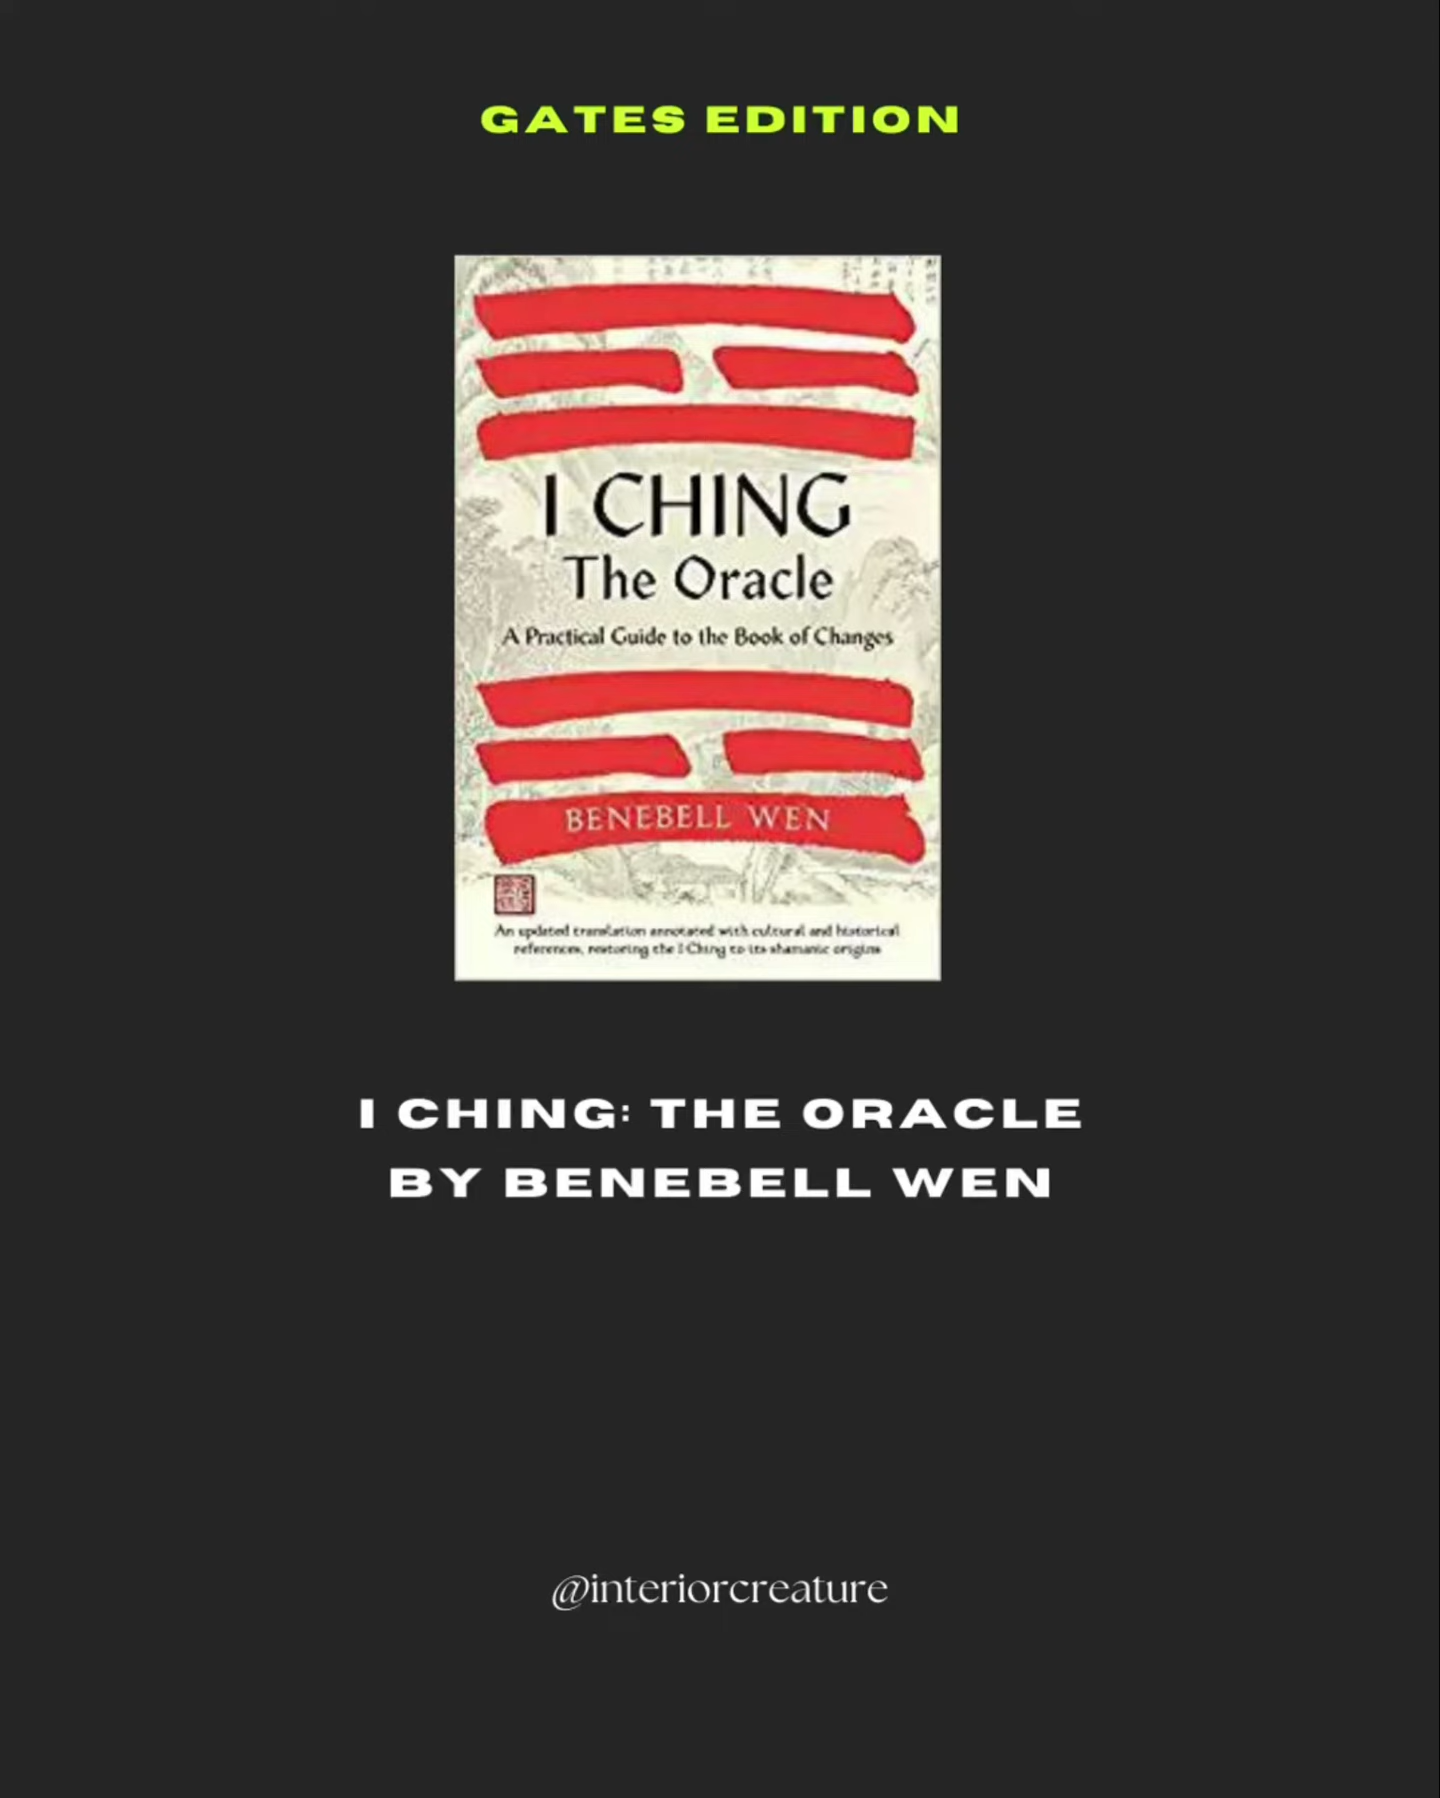 GATES EDITION
I CHING
The Oracle
A Practical Guide to the Book of Changes
BENEBELL WEN
An updated translation annotated with cultural and historical
references, restoring the I Ching to its shamanic origins
I CHING: THE ORACLE
BY BENEBELL WEN
@interiorcreature